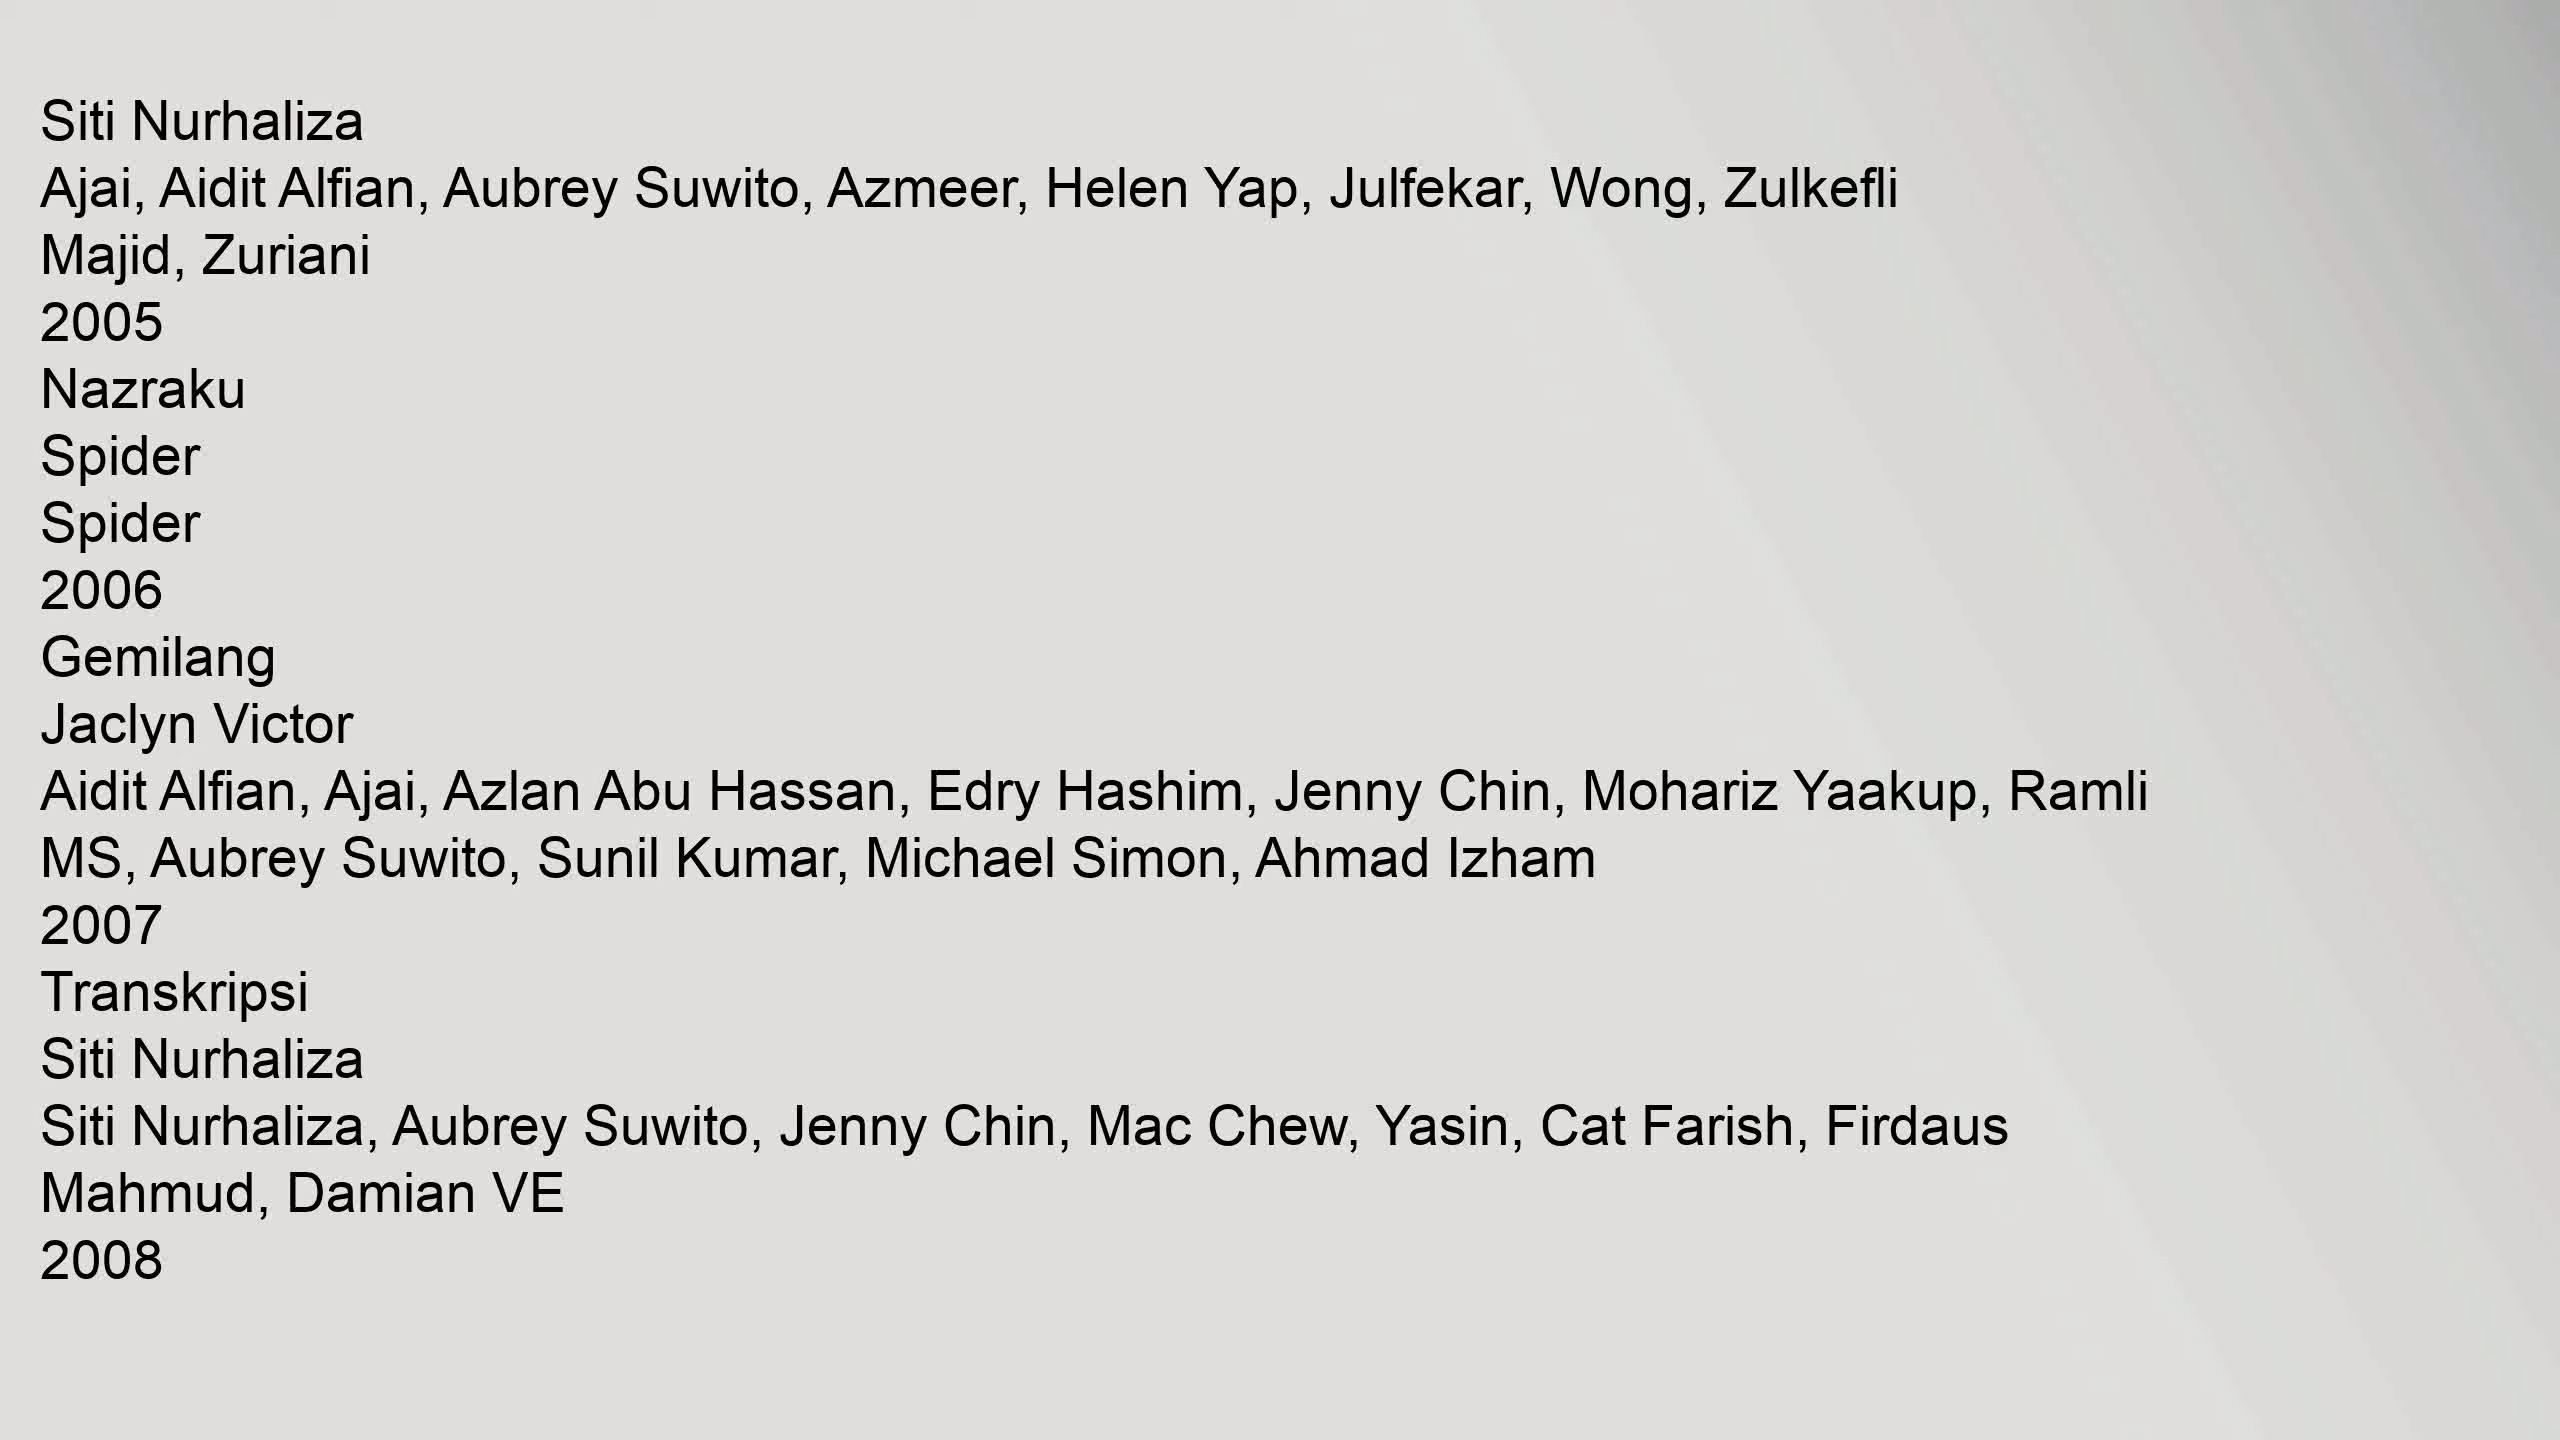 Siti Nurhaliza
Ajai, Aidit Alfian, Aubrey Suwito, Azmeer, Helen Yap, Julfekar, Wong, Zulkefli
Majid, Zuriani
2005
Nazraku
Spider
Spider
2006
Gemilang
Jaclyn Victor
Aidit Alfian, Ajai, Azlan Abu Hassan, Edry Hashim, Jenny Chin, Mohariz Yaakup, Ramli
MS, Aubrey Suwito, Sunil Kumar, Michael Simon, Ahmad Izham
2007
Transkripsi
Siti Nurhaliza
Siti Nurhaliza, Aubrey Suwito, Jenny Chin, Mac Chew, Yasin, Cat Farish, Firdaus
Mahmud, Damian VE
2008